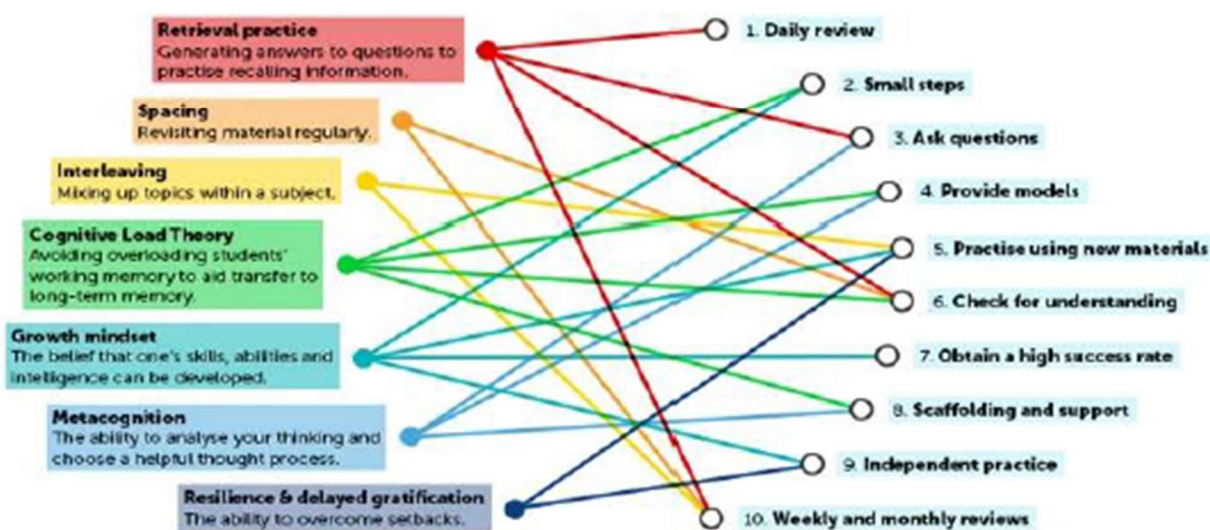 Retrieval practice
Generating answers to questions to
practise recalling information.
Spacing
Revisiting material regularly.
Interleaving
Mixing up topics within a subject.
Cognitive Load Theory
Avoiding overloading students'
working memory to aid transfer to
long-term memory.
Growth mindset
The belief that one's skills, abilities and
intelligence can be developed.
Metacognition
The ability to analyse your thinking and
choose a helpful thought process.
Resilience & delayed gratification
The ability to overcome setbacks.
1. Daily review
2. Small steps
3. Ask questions
4. Provide models
5. Practise using new materials
6. Check for understanding
7. Obtain a high success rate
8. Scaffolding and support
9. Independent practice
10. Weekly and monthly reviews